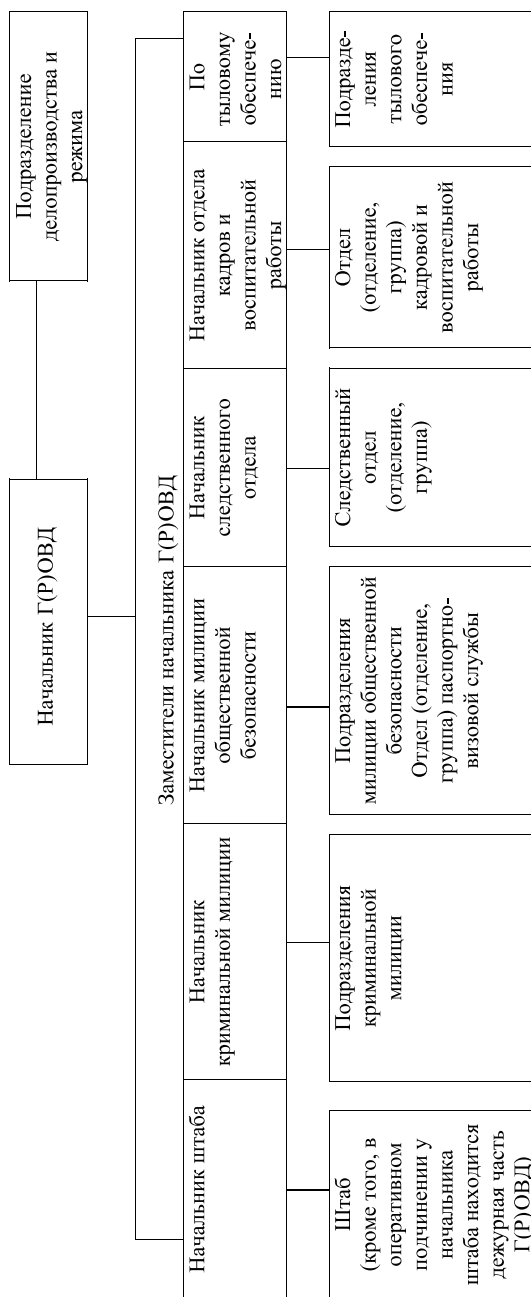 Начальник Г(Р)ОВД
Подразделение
делопроизводства и
режима
Заместители начальника Г(Р)ОВД
Начальник штаба
Начальник
криминальной милиции
Начальник милиции
общественной
безопасности
Начальник
следственного
отдела
Начальник отдела
кадров и
воспитательной
работы
По
тыловому
обеспече-
нию
Штаб
(кроме того, в
оперативном
подчинении у
начальника
штаба находится
дежурная часть
Г(Р)ОВД)
Подразделения
криминальной
милиции
Подразделения
милиции общественной
безопасности
Отдел (отделение,
группа) паспортно-
визовой службы
Следственный
отдел
(отделение,
группа)
Отдел
(отделение,
группа)
кадровой и
воспитательной
работы
Подразде-
ления
тылового
обеспече-
ния